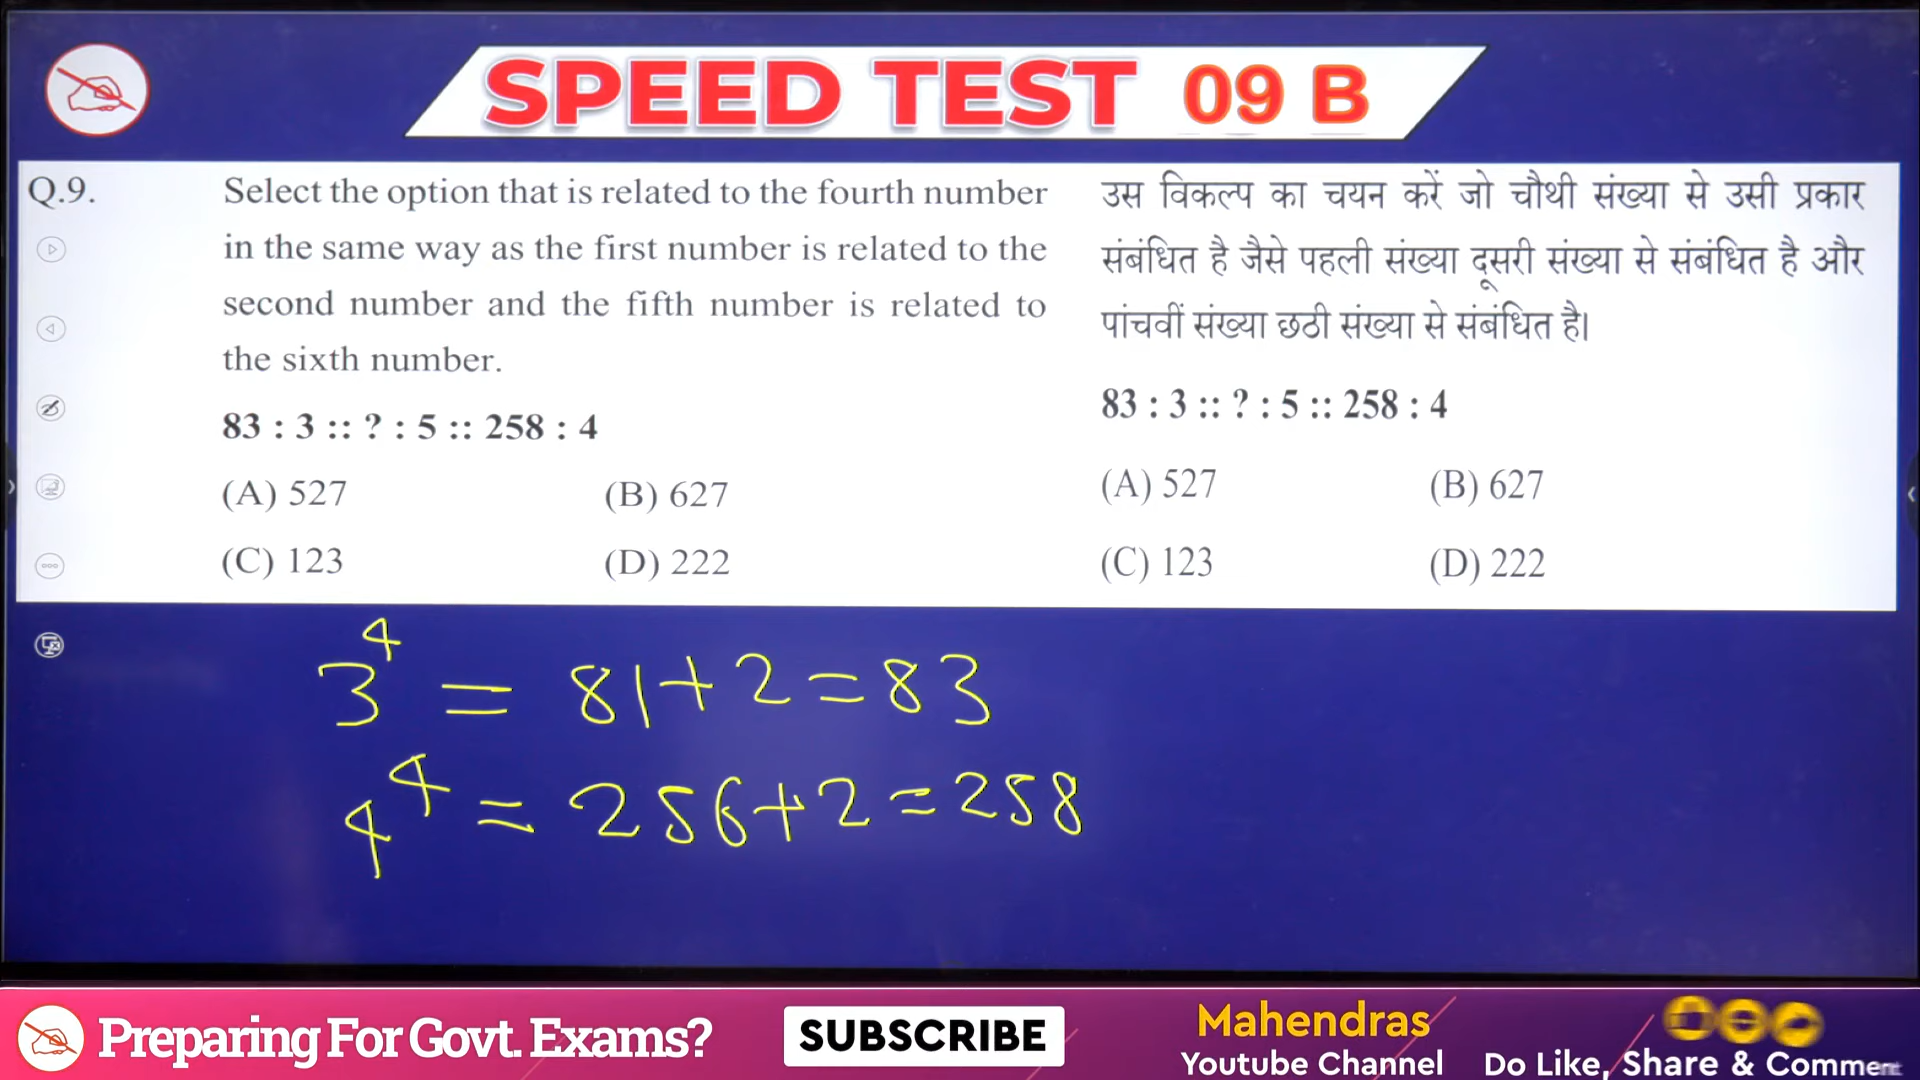 SPEED TEST 09 B
Q.9.
Select the option that is related to the fourth number
in the same way as the first number is related to the
second number and the fifth number is related to
the sixth number.
83 : 3 :: ? : 5 :: 258 : 4
(A) 527 (B) 627
(C) 123 (D) 222
उस विकल्प का चयन करें जो चौथी संख्या से उसी प्रकार
संबंधित है जैसे पहली संख्या दूसरी संख्या से संबंधित है और
पांचवीं संख्या छठी संख्या से संबंधित है।
83 : 3 :: ? : 5 :: 258 : 4
(A) 527 (B) 627
(C) 123 (D) 222
3⁴ = 81+2=83
4⁴ = 256+2=258
Preparing For Govt. Exams?
SUBSCRIBE
Mahendras
Youtube Channel
Do Like, Share & Comment